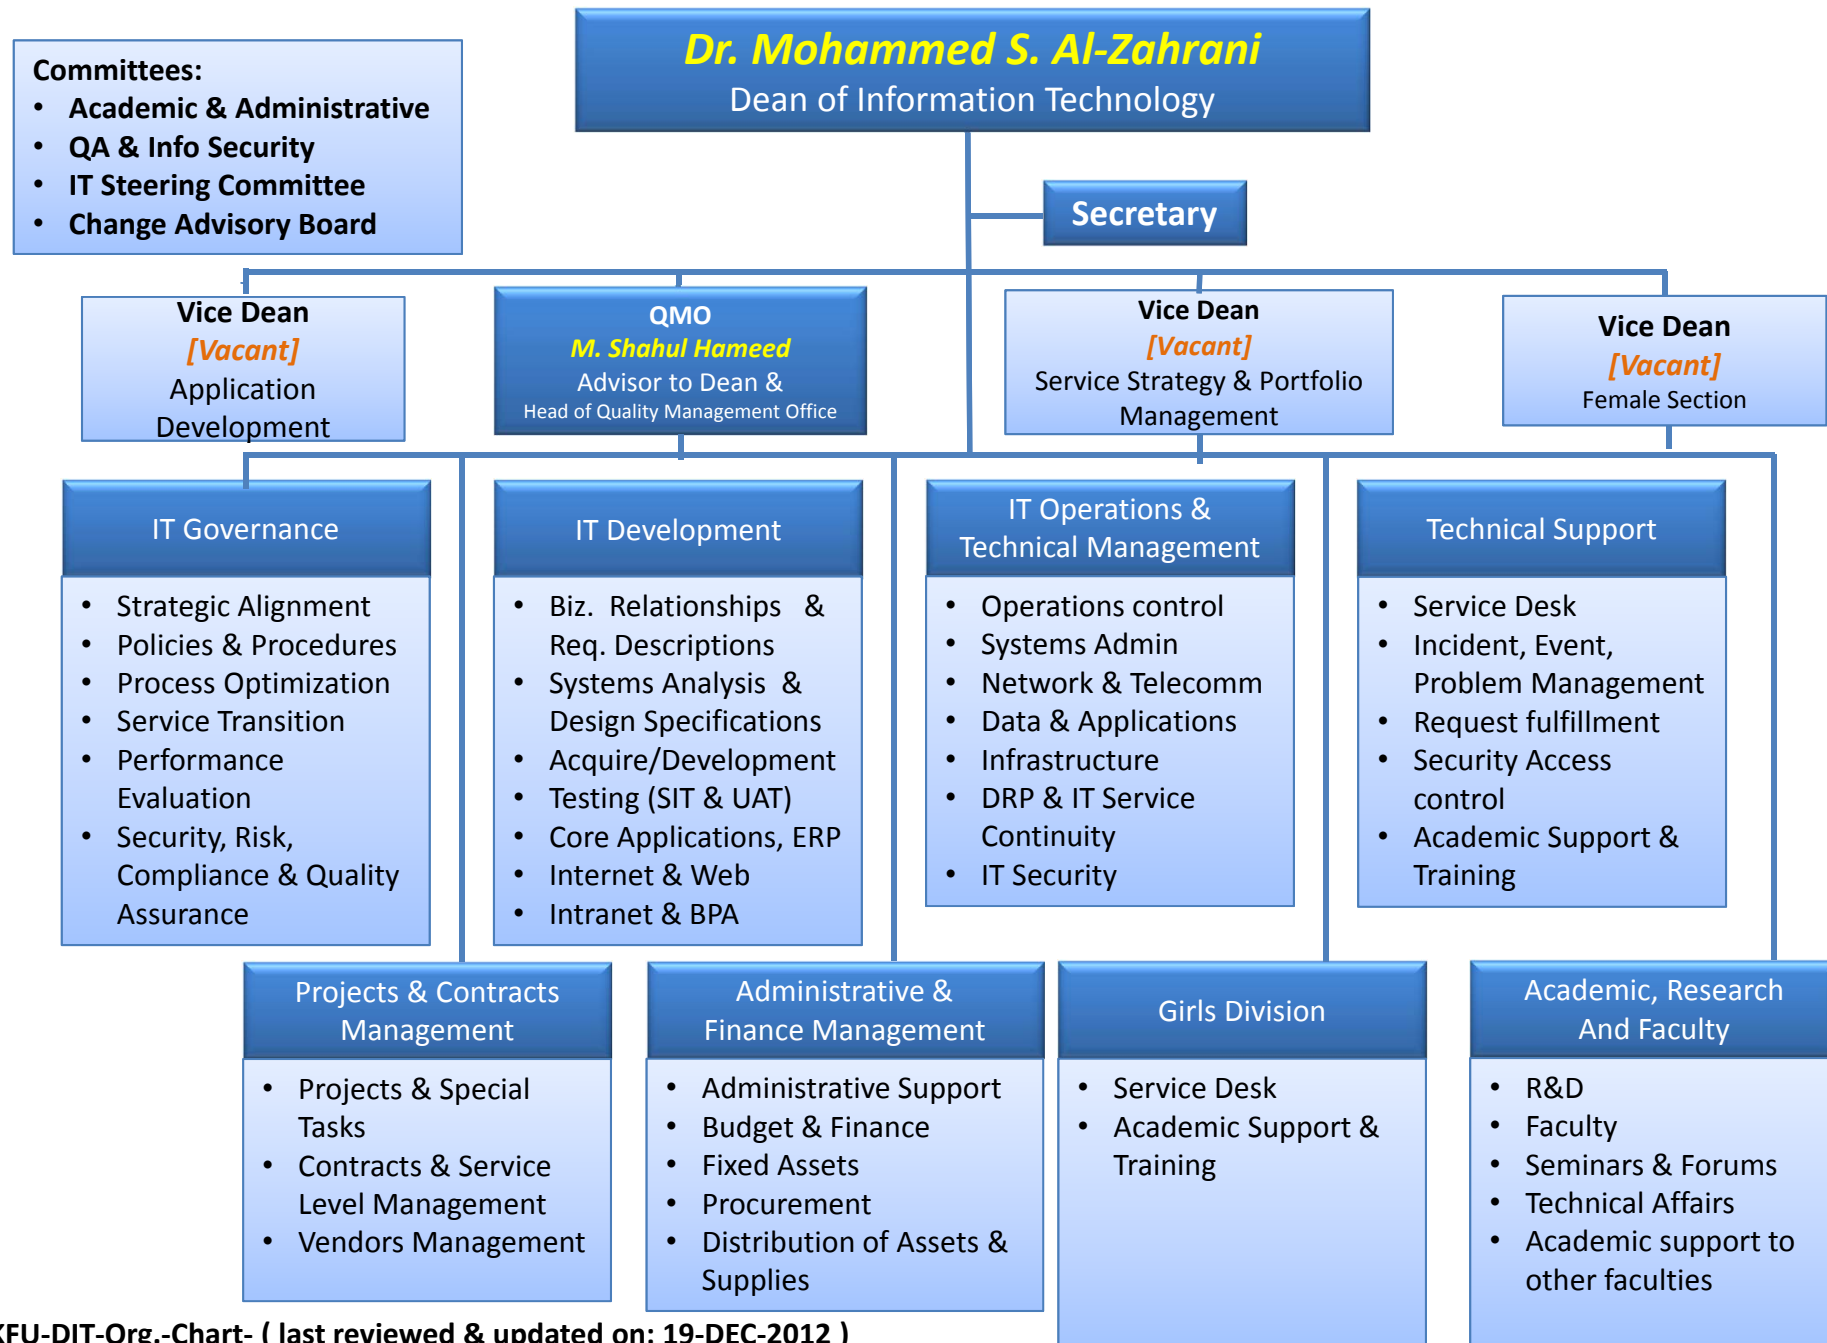 Dr. Mohammed S. Al-Zahrani
Dean of Information Technology
Committees:
• Academic & Administrative
• QA & Info Security
• IT Steering Committee
• Change Advisory Board
Secretary
Vice Dean
[Vacant]
Application
Development
QMO
M. Shahul Hameed
Advisor to Dean &
Head of Quality Management Office
Vice Dean
[Vacant]
Service Strategy & Portfolio
Management
Vice Dean
[Vacant]
Female Section
IT Governance
• Strategic Alignment
• Policies & Procedures
• Process Optimization
• Service Transition
• Performance
Evaluation
• Security, Risk,
Compliance & Quality
Assurance
IT Development
• Biz. Relationships &
Req. Descriptions
• Systems Analysis &
Design Specifications
• Acquire/Development
• Testing (SIT & UAT)
• Core Applications, ERP
• Internet & Web
• Intranet & BPA
IT Operations &
Technical Management
• Operations control
• Systems Admin
• Network & Telecomm
• Data & Applications
• Infrastructure
• DRP & IT Service
Continuity
• IT Security
Technical Support
• Service Desk
• Incident, Event,
Problem Management
• Request fulfillment
• Security Access
control
• Academic Support &
Training
Projects & Contracts
Management
• Projects & Special
Tasks
• Contracts & Service
Level Management
• Vendors Management
Administrative &
Finance Management
• Administrative Support
• Budget & Finance
• Fixed Assets
• Procurement
• Distribution of Assets &
Supplies
Girls Division
• Service Desk
• Academic Support &
Training
Academic, Research
And Faculty
• R&D
• Faculty
• Seminars & Forums
• Technical Affairs
• Academic support to
other faculties
KFU-DIT-Org.-Chart- ( last reviewed & updated on: 19-DEC-2012 )